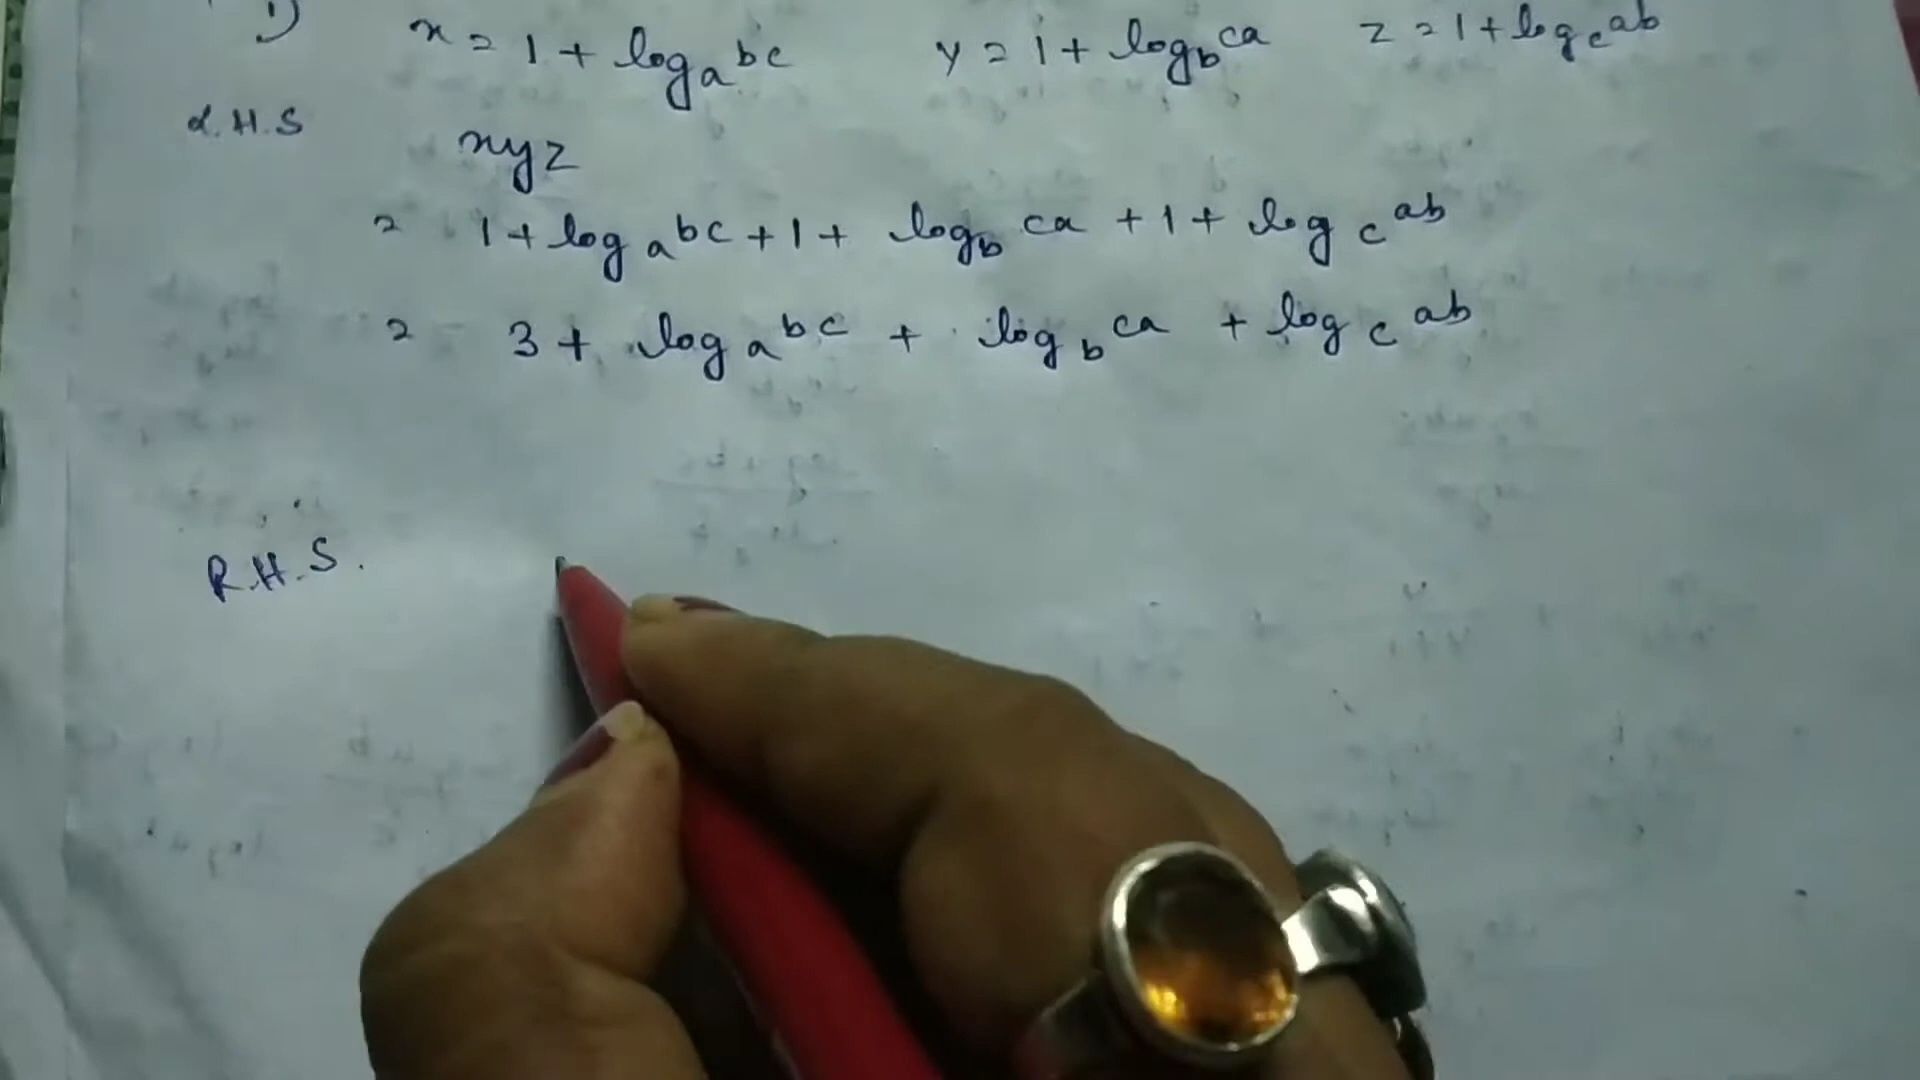 1) x = 1 + log_a bc y = 1 + log_b ca z = 1 + log_c ab
L.H.S
xyz
= 1 + log_a bc + 1 + log_b ca + 1 + log_c ab
= 3 + log_a bc + log_b ca + log_c ab
R.H.S.